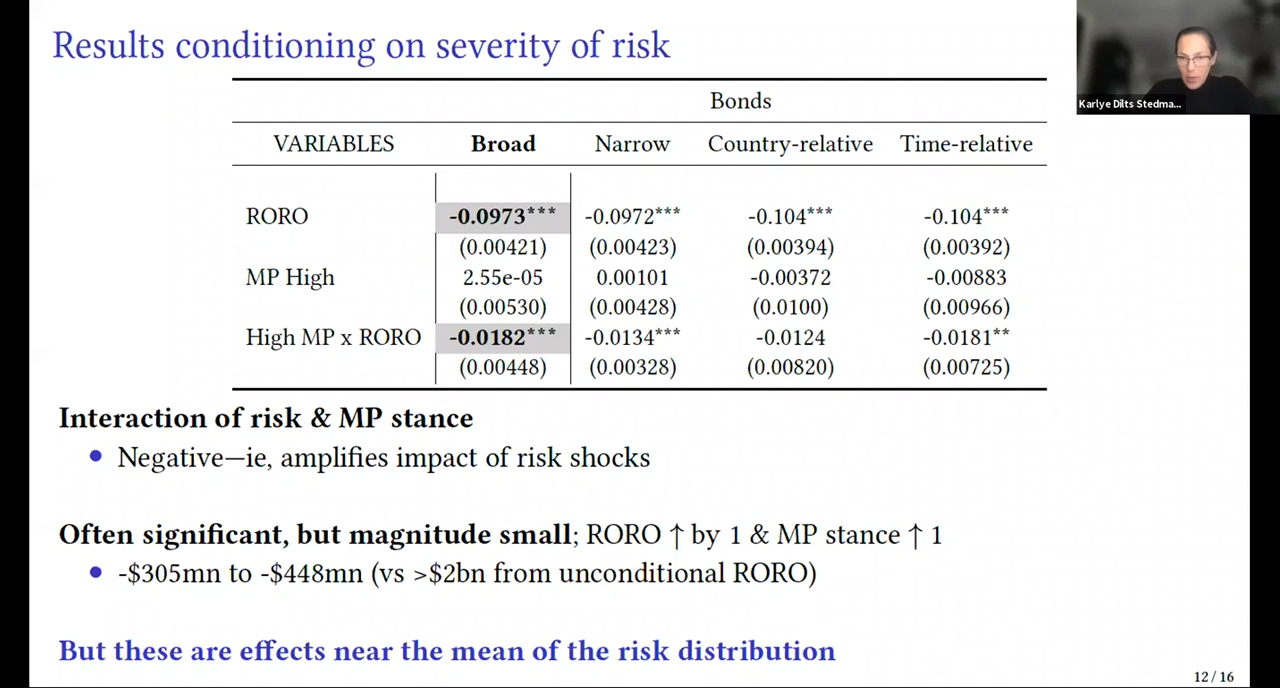 Results conditioning on severity of risk
Karlye Dilts Stedma...
Bonds
VARIABLES Broad Narrow Country-relative Time-relative
RORO -0.0973*** -0.0972*** -0.104*** -0.104***
(0.00421) (0.00423) (0.00394) (0.00392)
MP High 2.55e-05 0.00101 -0.00372 -0.00883
(0.00530) (0.00428) (0.0100) (0.00966)
High MP x RORO -0.0182*** -0.0134*** -0.0124 -0.0181**
(0.00448) (0.00328) (0.00820) (0.00725)
Interaction of risk & MP stance
• Negative—ie, amplifies impact of risk shocks
Often significant, but magnitude small; RORO ↑ by 1 & MP stance ↑ 1
• -$305mn to -$448mn (vs >$2bn from unconditional RORO)
But these are effects near the mean of the risk distribution
12 / 16